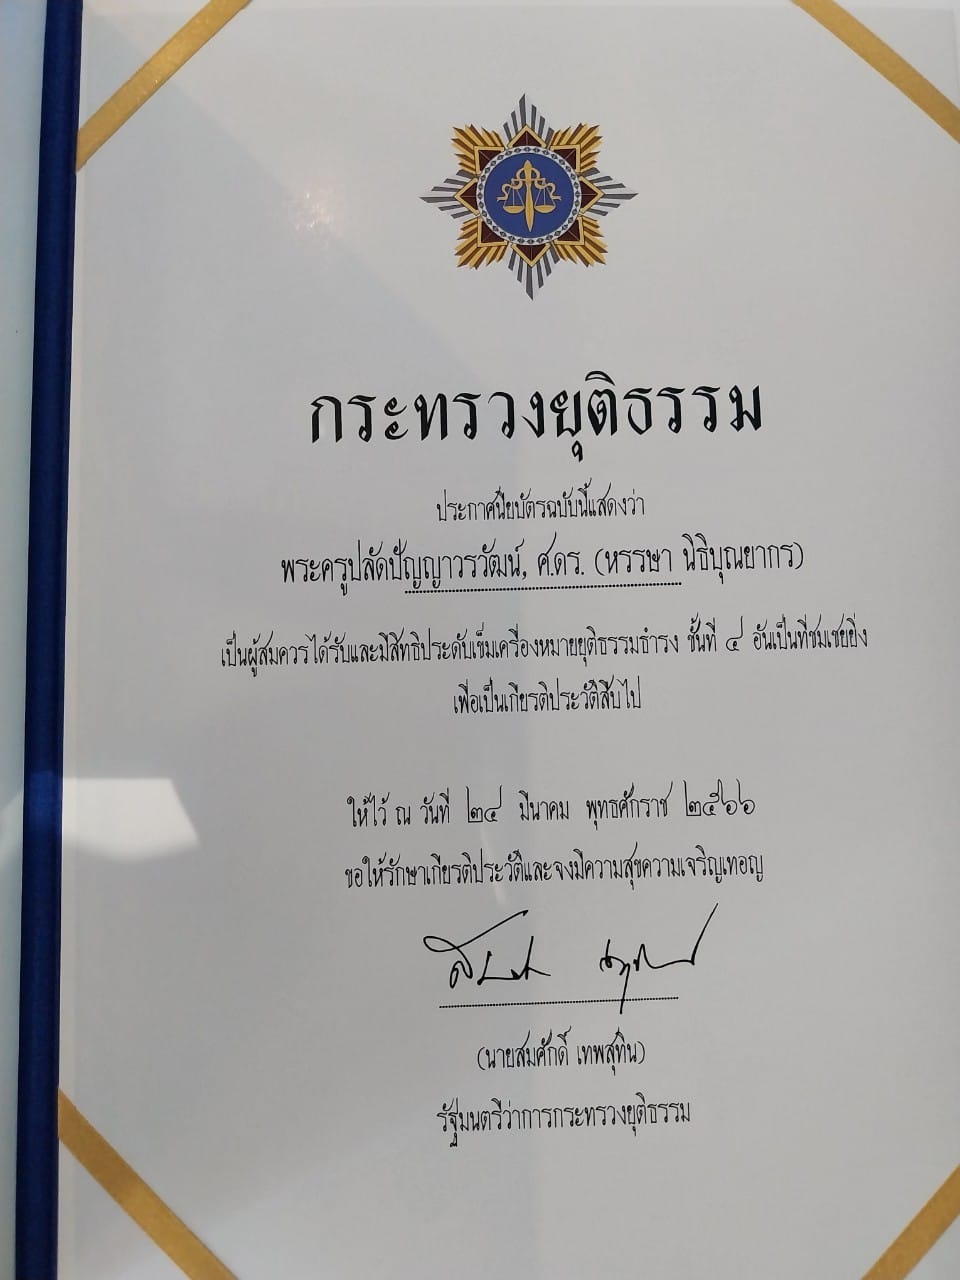 กระทรวงยุติธรรม
ประกาศนียบัตรฉบับนี้แสดงว่า
พระครูปลัดปัญญาวรวัฒน์, ศ.ดร. (หรรษา นิธิบุณยากร)
เป็นผู้สมควรได้รับและมีสิทธิประดับเข็มเครื่องหมายยุติธรรมธำรง ชั้นที่ ๔ อันเป็นที่ชมเชยยิ่ง
เพื่อเป็นเกียรติประวัติสืบไป
ให้ไว้ ณ วันที่ ๒๔ มีนาคม พุทธศักราช ๒๕๖๖
ขอให้รักษาเกียรติประวัติและจงมีความสุขความเจริญเทอญ
(นายสมศักดิ์ เทพสุทิน)
รัฐมนตรีว่าการกระทรวงยุติธรรม